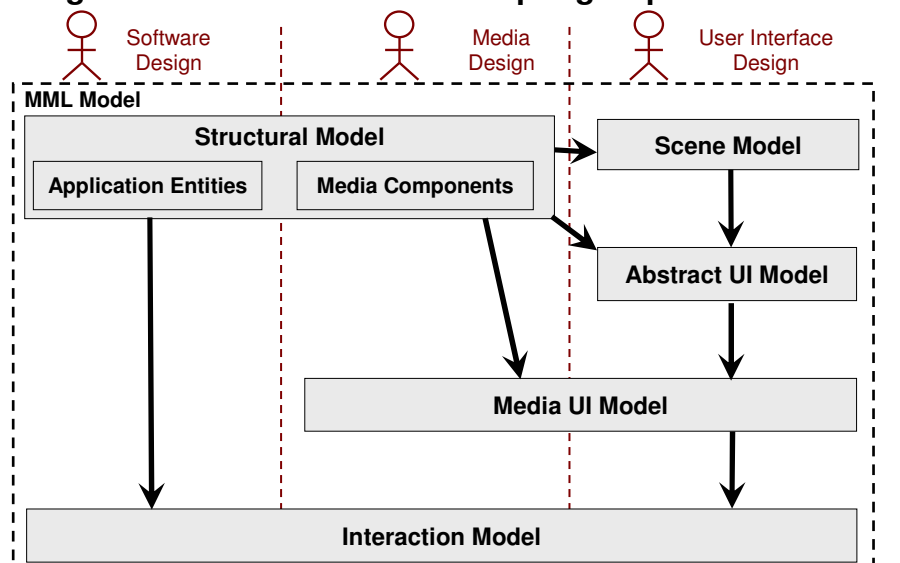 Software
Design
Media
Design
User Interface
Design
MML Model
Structural Model
Application Entities
Media Components
Scene Model
Abstract UI Model
Media UI Model
Interaction Model